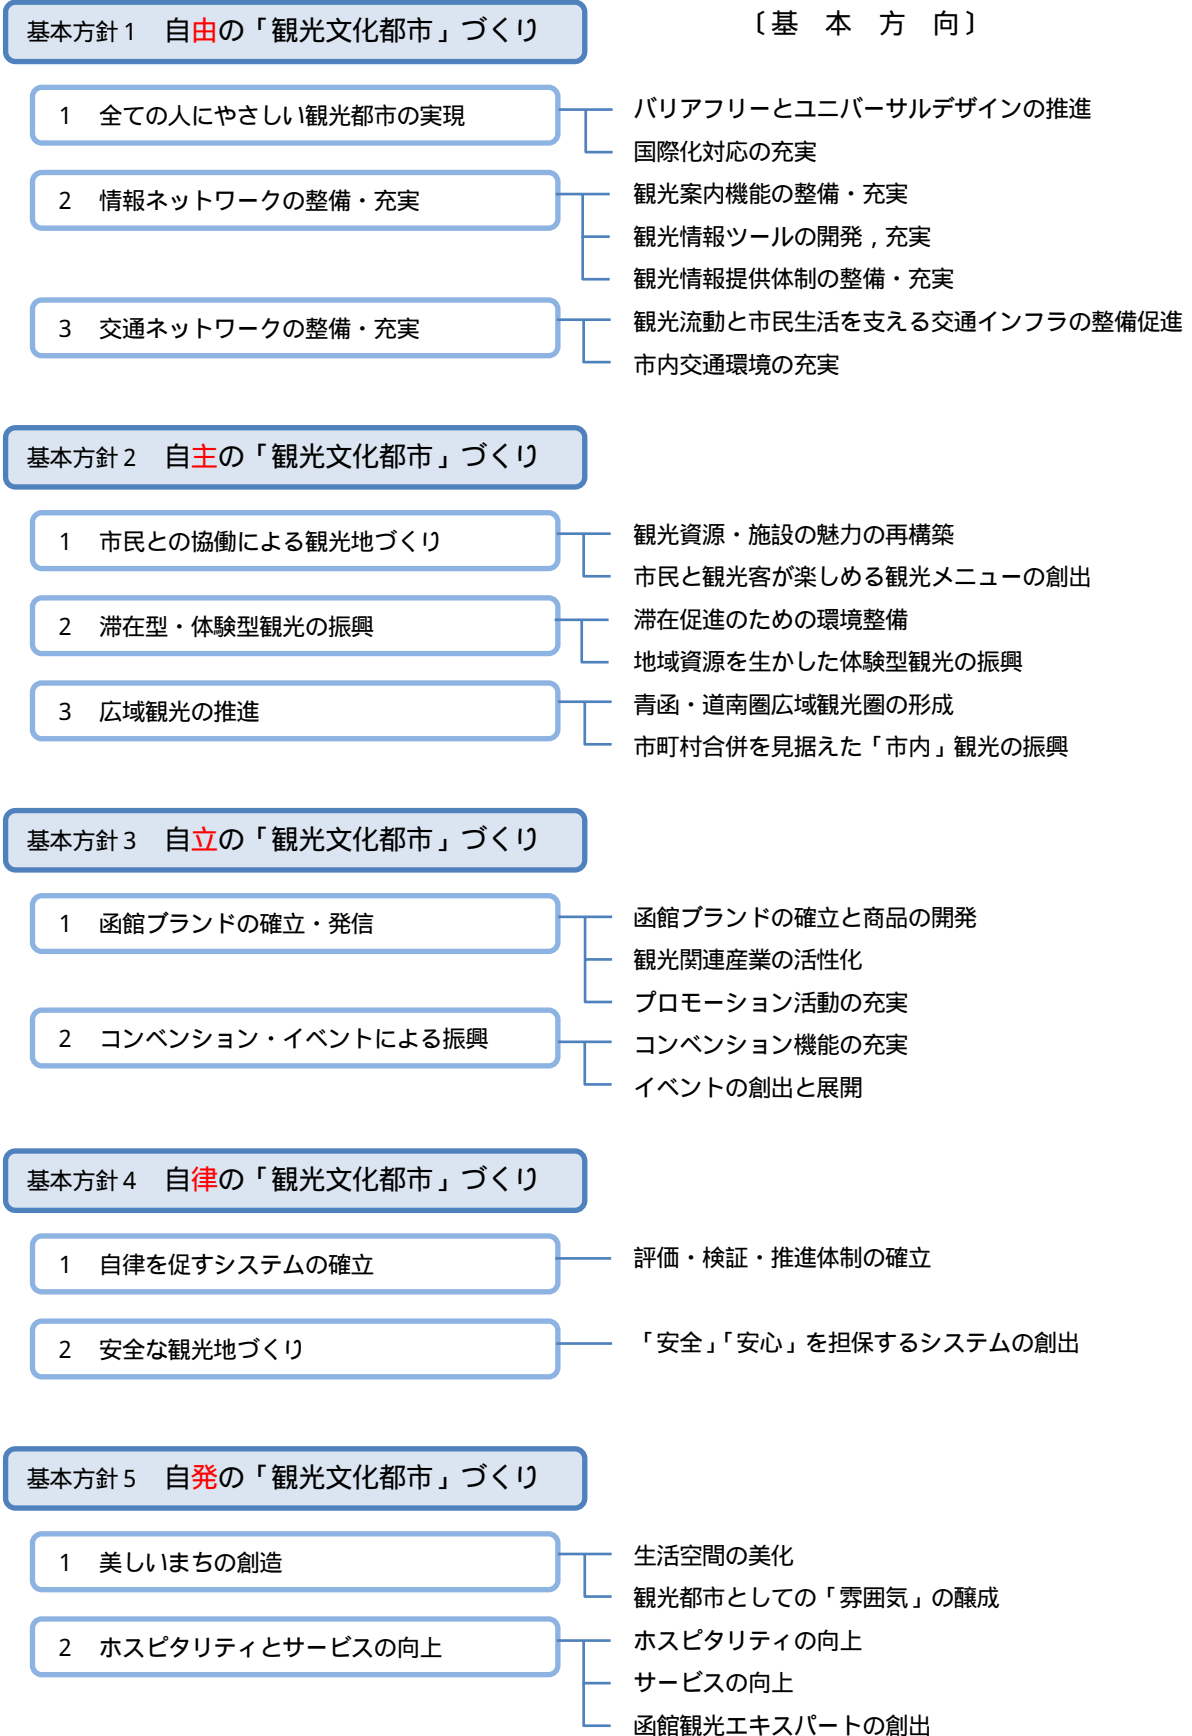 基本方針1　自由の「観光文化都市」づくり
〔基　本　方　向〕
1　全ての人にやさしい観光都市の実現
バリアフリーとユニバーサルデザインの推進
国際化対応の充実
2　情報ネットワークの整備・充実
観光案内機能の整備・充実
観光情報ツールの開発，充実
観光情報提供体制の整備・充実
3　交通ネットワークの整備・充実
観光流動と市民生活を支える交通インフラの整備促進
市内交通環境の充実
基本方針2　自主の「観光文化都市」づくり
1　市民との協働による観光地づくり
観光資源・施設の魅力の再構築
市民と観光客が楽しめる観光メニューの創出
2　滞在型・体験型観光の振興
滞在促進のための環境整備
地域資源を生かした体験型観光の振興
3　広域観光の推進
青函・道南圏広域観光圏の形成
市町村合併を見据えた「市内」観光の振興
基本方針3　自立の「観光文化都市」づくり
1　函館ブランドの確立・発信
函館ブランドの確立と商品の開発
観光関連産業の活性化
プロモーション活動の充実
2　コンベンション・イベントによる振興
コンベンション機能の充実
イベントの創出と展開
基本方針4　自律の「観光文化都市」づくり
1　自律を促すシステムの確立
評価・検証・推進体制の確立
2　安全な観光地づくり
「安全」「安心」を担保するシステムの創出
基本方針5　自発の「観光文化都市」づくり
1　美しいまちの創造
生活空間の美化
観光都市としての「雰囲気」の醸成
2　ホスピタリティとサービスの向上
ホスピタリティの向上
サービスの向上
函館観光エキスパートの創出